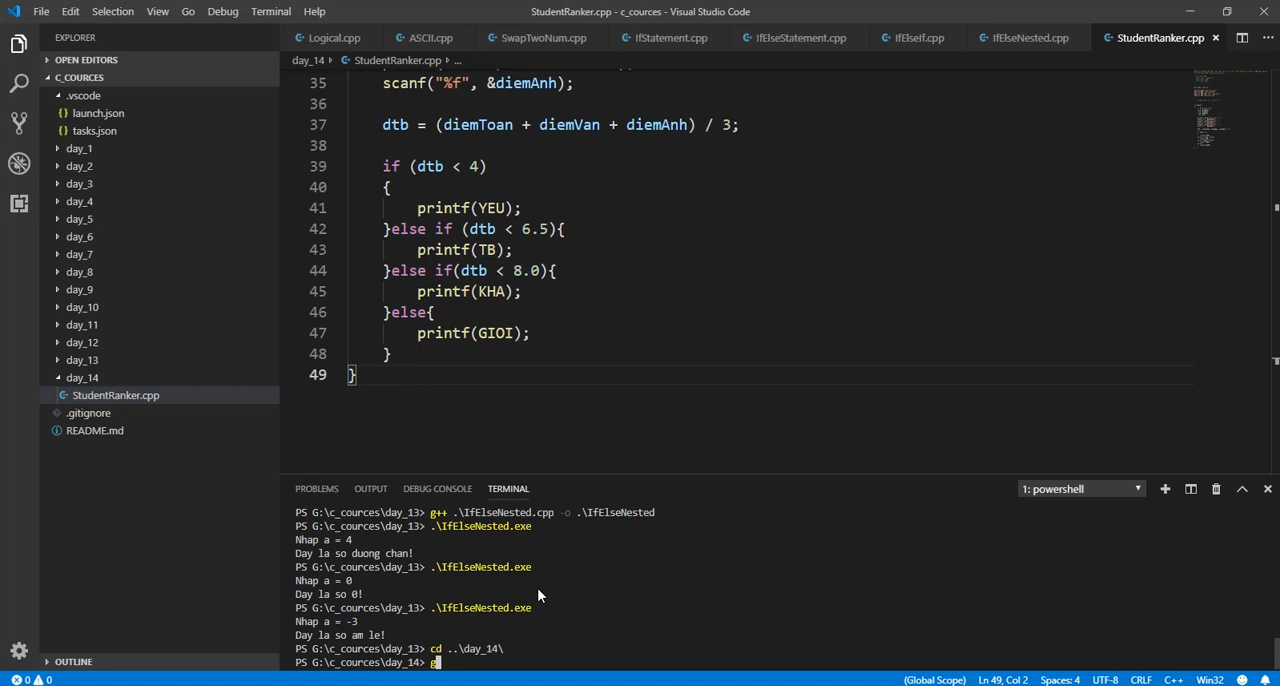 File Edit Selection View Go Debug Terminal Help
StudentRanker.cpp - c_cources - Visual Studio Code
EXPLORER
Logical.cpp ASCII.cpp SwapTwoNum.cpp IfStatement.cpp IfElseStatement.cpp IfElseIf.cpp IfElseNested.cpp StudentRanker.cpp
OPEN EDITORS
C_COURCES
.vscode
{} launch.json
{} tasks.json
day_1
day_2
day_3
day_4
day_5
day_6
day_7
day_8
day_9
day_10
day_11
day_12
day_13
day_14
StudentRanker.cpp
.gitignore
README.md
OUTLINE
day_14 StudentRanker.cpp ...
35 scanf("%f", &diemAnh);
36
37 dtb = (diemToan + diemVan + diemAnh) / 3;
38
39 if (dtb < 4)
40 {
41 printf(YEU);
42 }else if (dtb < 6.5){
43 printf(TB);
44 }else if(dtb < 8.0){
45 printf(KHA);
46 }else{
47 printf(GIOI);
48 }
49 }
PROBLEMS OUTPUT DEBUG CONSOLE TERMINAL
1: powershell
PS G:\c_cources\day_13> g++ .\IfElseNested.cpp -o .\IfElseNested
PS G:\c_cources\day_13> .\IfElseNested.exe
Nhap a = 4
Day la so duong chan!
PS G:\c_cources\day_13> .\IfElseNested.exe
Nhap a = 0
Day la so 0!
PS G:\c_cources\day_13> .\IfElseNested.exe
Nhap a = -3
Day la so am le!
PS G:\c_cources\day_13> cd ..\day_14\
PS G:\c_cources\day_14> g
0 0
(Global Scope) Ln 49, Col 2 Spaces: 4 UTF-8 CRLF C++ Win32